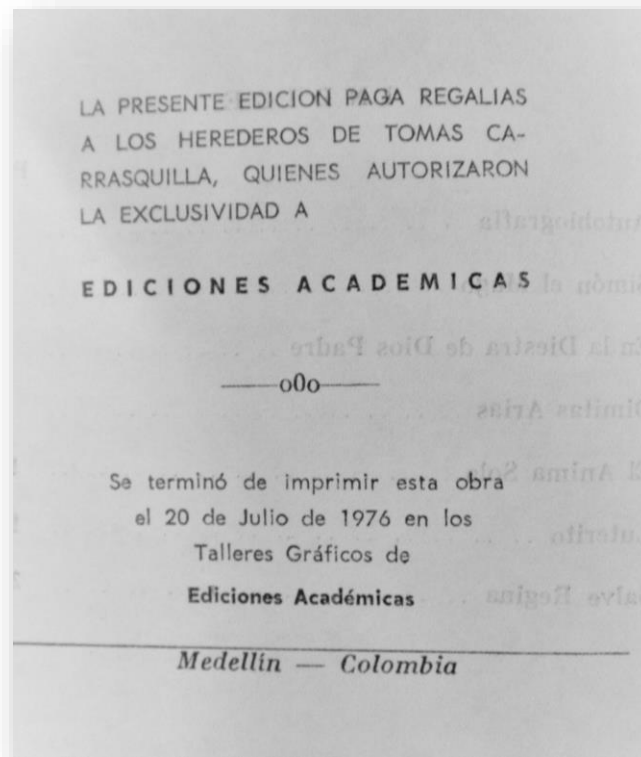 LA PRESENTE EDICION PAGA REGALIAS
A LOS HEREDEROS DE TOMAS CA-
RRASQUILLA, QUIENES AUTORIZARON
LA EXCLUSIVIDAD A
EDICIONES ACADEMICAS
——o0o——
Se terminó de imprimir esta obra
el 20 de Julio de 1976 en los
Talleres Gráficos de
Ediciones Académicas
Medellín — Colombia